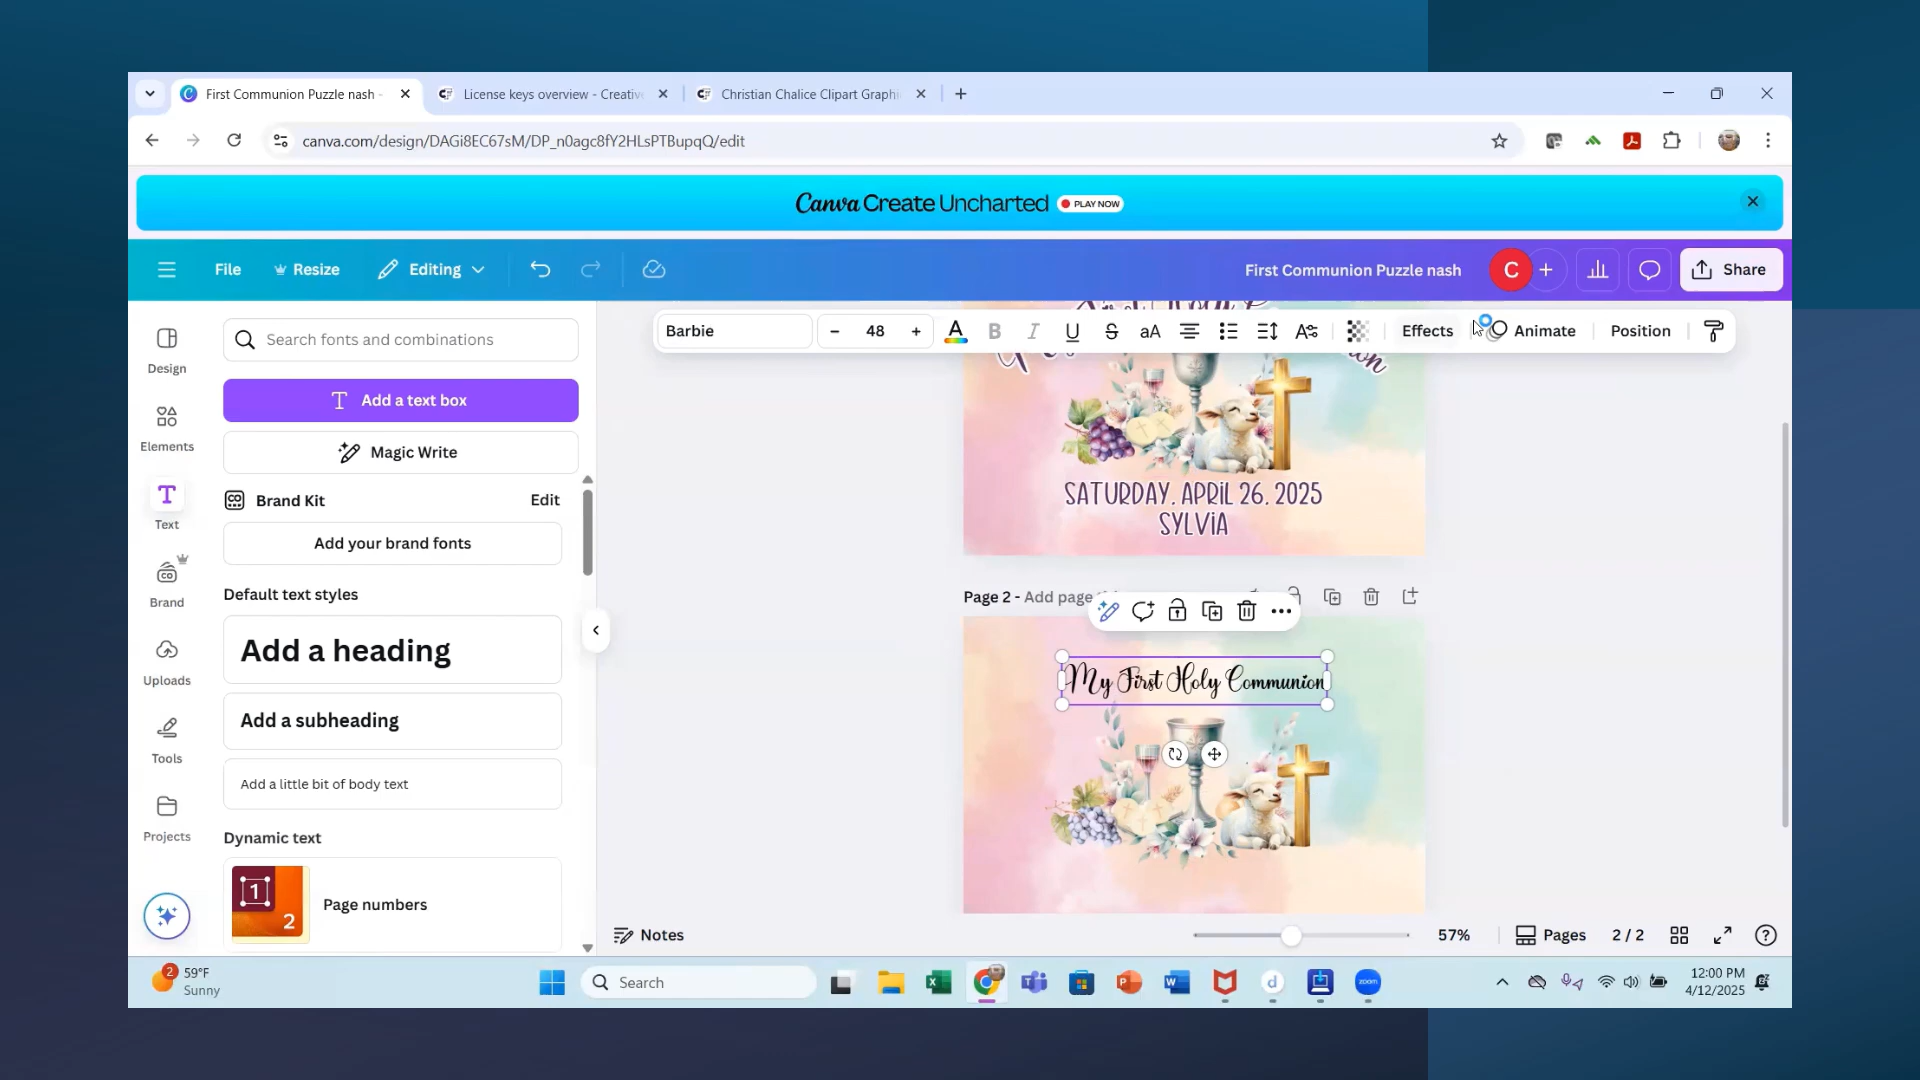 First Communion Puzzle nash -
License keys overview - Creativ
Christian Chalice Clipart Graphi
canva.com/design/DAGi8EC67sM/DP_n0agc8fY2HLsPTBupqQ/edit
Canva Create Uncharted PLAY NOW
File Resize Editing
First Communion Puzzle nash
C
Share
Design
Elements
Text
Brand
Uploads
Tools
Projects
Search fonts and combinations
Add a text box
Magic Write
Brand Kit Edit
Add your brand fonts
Default text styles
Add a heading
Add a subheading
Add a little bit of body text
Dynamic text
1
2
Page numbers
Barbie
– 48 +
A B I U S aA
Effects Animate Position
SATURDAY, APRIL 26, 2025
SYLVIA
Page 2 - Add page
My First Holy Communion
Notes
57%
Pages 2 / 2
2
59°F
Sunny
Search
zoom
12:00 PM
4/12/2025